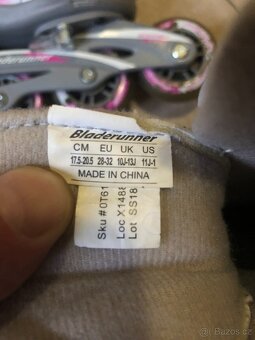 Bladerunner
CM EU UK US
17.5-20.5 28-32 10J-13J 11J-1
MADE IN CHINA
Sku #0T61
Loc X1488
Lot SS18
sbazos.cz